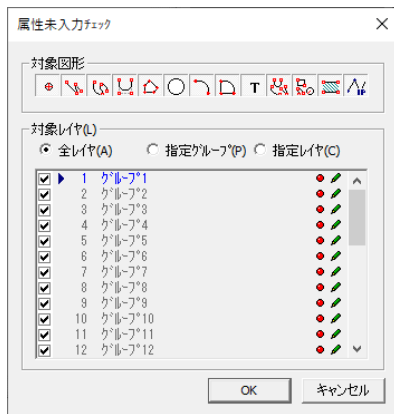 属性未入力ﾁｪｯｸ
対象図形
T
IP
対象レイヤ(L)
全レイヤ(A) 指定ｸﾞﾙｰﾌﾟ(P) 指定レイヤ(C)
1 ｸﾞﾙｰﾌﾟ1
2 ｸﾞﾙｰﾌﾟ2
3 ｸﾞﾙｰﾌﾟ3
4 ｸﾞﾙｰﾌﾟ4
5 ｸﾞﾙｰﾌﾟ5
6 ｸﾞﾙｰﾌﾟ6
7 ｸﾞﾙｰﾌﾟ7
8 ｸﾞﾙｰﾌﾟ8
9 ｸﾞﾙｰﾌﾟ9
10 ｸﾞﾙｰﾌﾟ10
11 ｸﾞﾙｰﾌﾟ11
12 ｸﾞﾙｰﾌﾟ12
OK キャンセル